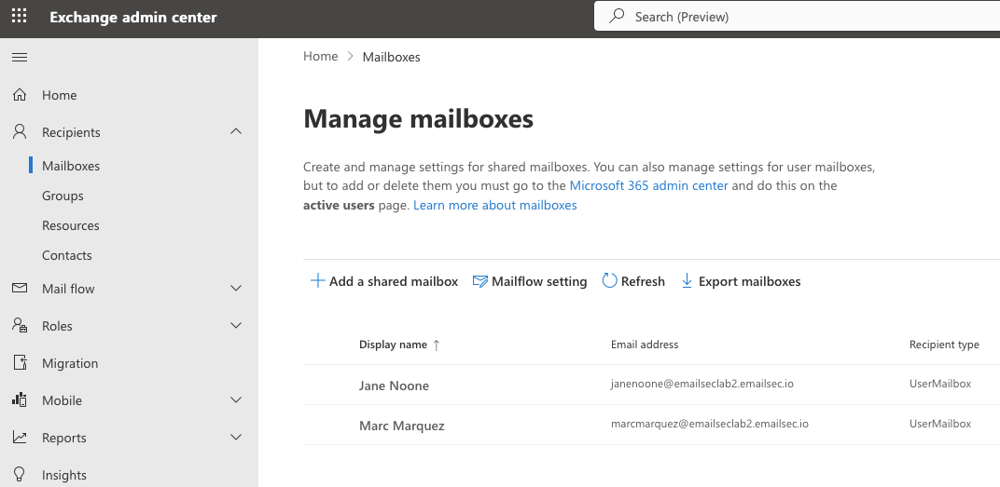 Exchange admin center
Search (Preview)
Home
Recipients
Mailboxes
Groups
Resources
Contacts
Mail flow
Roles
Migration
Mobile
Reports
Insights
Home > Mailboxes
Manage mailboxes
Create and manage settings for shared mailboxes. You can also manage settings for user mailboxes,
but to add or delete them you must go to the Microsoft 365 admin center and do this on the
active users page. Learn more about mailboxes
Add a shared mailbox Mailflow setting Refresh Export mailboxes
Display name ↑ Email address Recipient type
Jane Noone janenoone@emailseclab2.emailsec.io UserMailbox
Marc Marquez marcmarquez@emailseclab2.emailsec.io UserMailbox